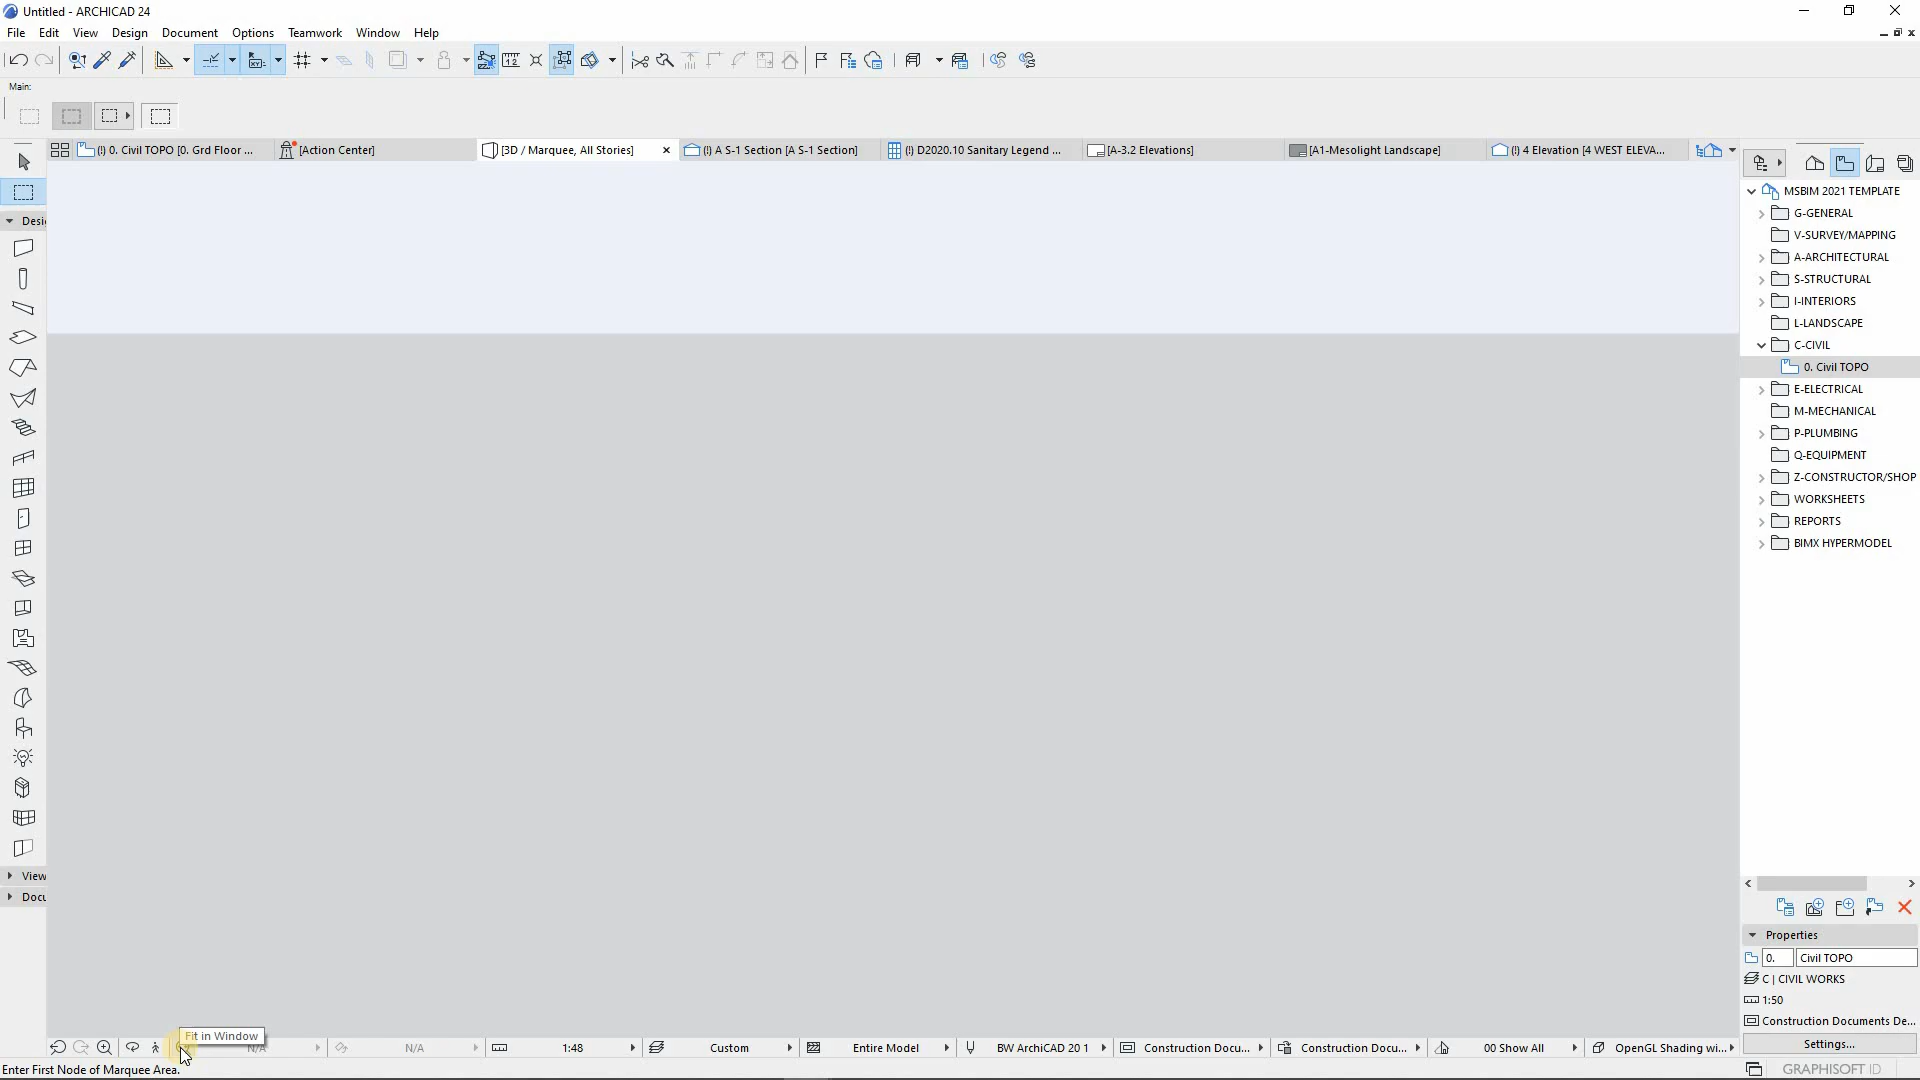 Untitled - ARCHICAD 24
File Edit View Design Document Options Teamwork Window Help
Main:
(!) 0. Civil TOPO [0. Grd Floor ...
[Action Center]
[3D / Marquee, All Stories]
(!) A S-1 Section [A S-1 Section]
(!) D2020.10 Sanitary Legend ...
[A-3.2 Elevations]
[A1-Mesolight Landscape]
(!) 4 Elevation [4 WEST ELEVA...
Desi
View
Docu
MSBIM 2021 TEMPLATE
G-GENERAL
V-SURVEY/MAPPING
A-ARCHITECTURAL
S-STRUCTURAL
I-INTERIORS
L-LANDSCAPE
C-CIVIL
0. Civil TOPO
E-ELECTRICAL
M-MECHANICAL
P-PLUMBING
Q-EQUIPMENT
Z-CONSTRUCTOR/SHOP
WORKSHEETS
REPORTS
BIMX HYPERMODEL
Properties
0. Civil TOPO
C | CIVIL WORKS
1:50
Construction Documents De...
Settings...
Fit in Window
N/A N/A 1:48 Custom Entire Model BW ArchiCAD 20 1 Construction Docu... Construction Docu... 00 Show All OpenGL Shading wi...
Enter First Node of Marquee Area.
GRAPHISOFT ID